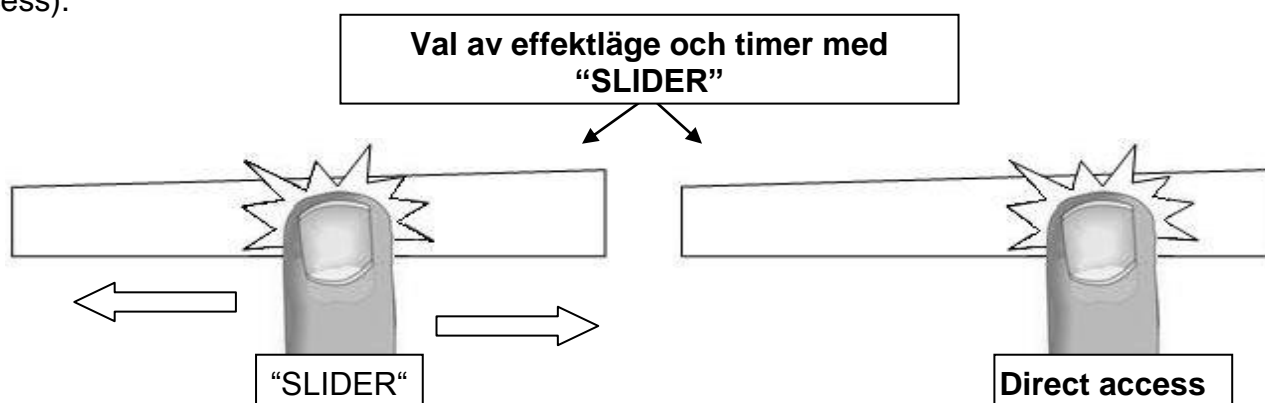 ess).
Val av effektläge och timer med
“SLIDER”
“SLIDER“
Direct access